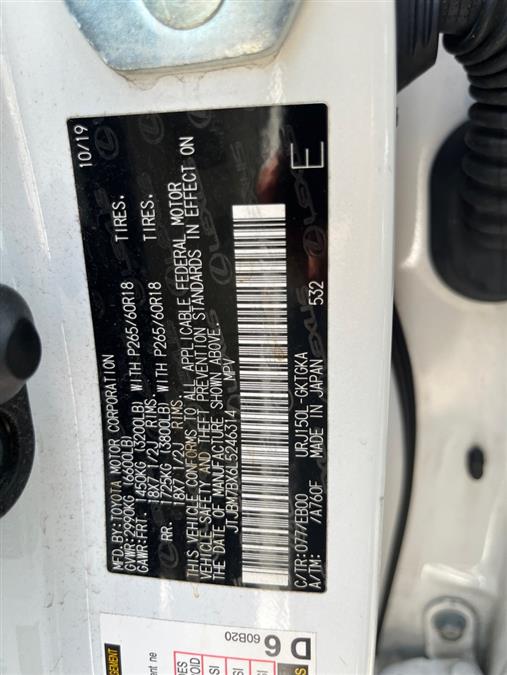 MFD.BY:TOYOTA MOTOR CORPORATION 10/19
GVWR:2990KG (6600LB)
GAWR:FRT. 1450KG (3200LB) WITH P265/60R18 TIRES.
18X7 1/2J RIMS.
RR. 1725KG (3800LB) WITH P265/60R18 TIRES.
18X7 1/2J RIMS.
THIS VEHICLE CONFORMS TO ALL APPLICABLE FEDERAL MOTOR
VEHICLE SAFETY AND THEFT PREVENTION STANDARDS IN EFFECT ON
THE DATE OF MANUFACTURE SHOWN ABOVE.
JTJBM7BX6L5246314 MPV
C/TR:077/EB00 URJ150L-GKTGKA E
A/TM: /A760F MADE IN JAPAN 532
LEXUS
D 6
60B20